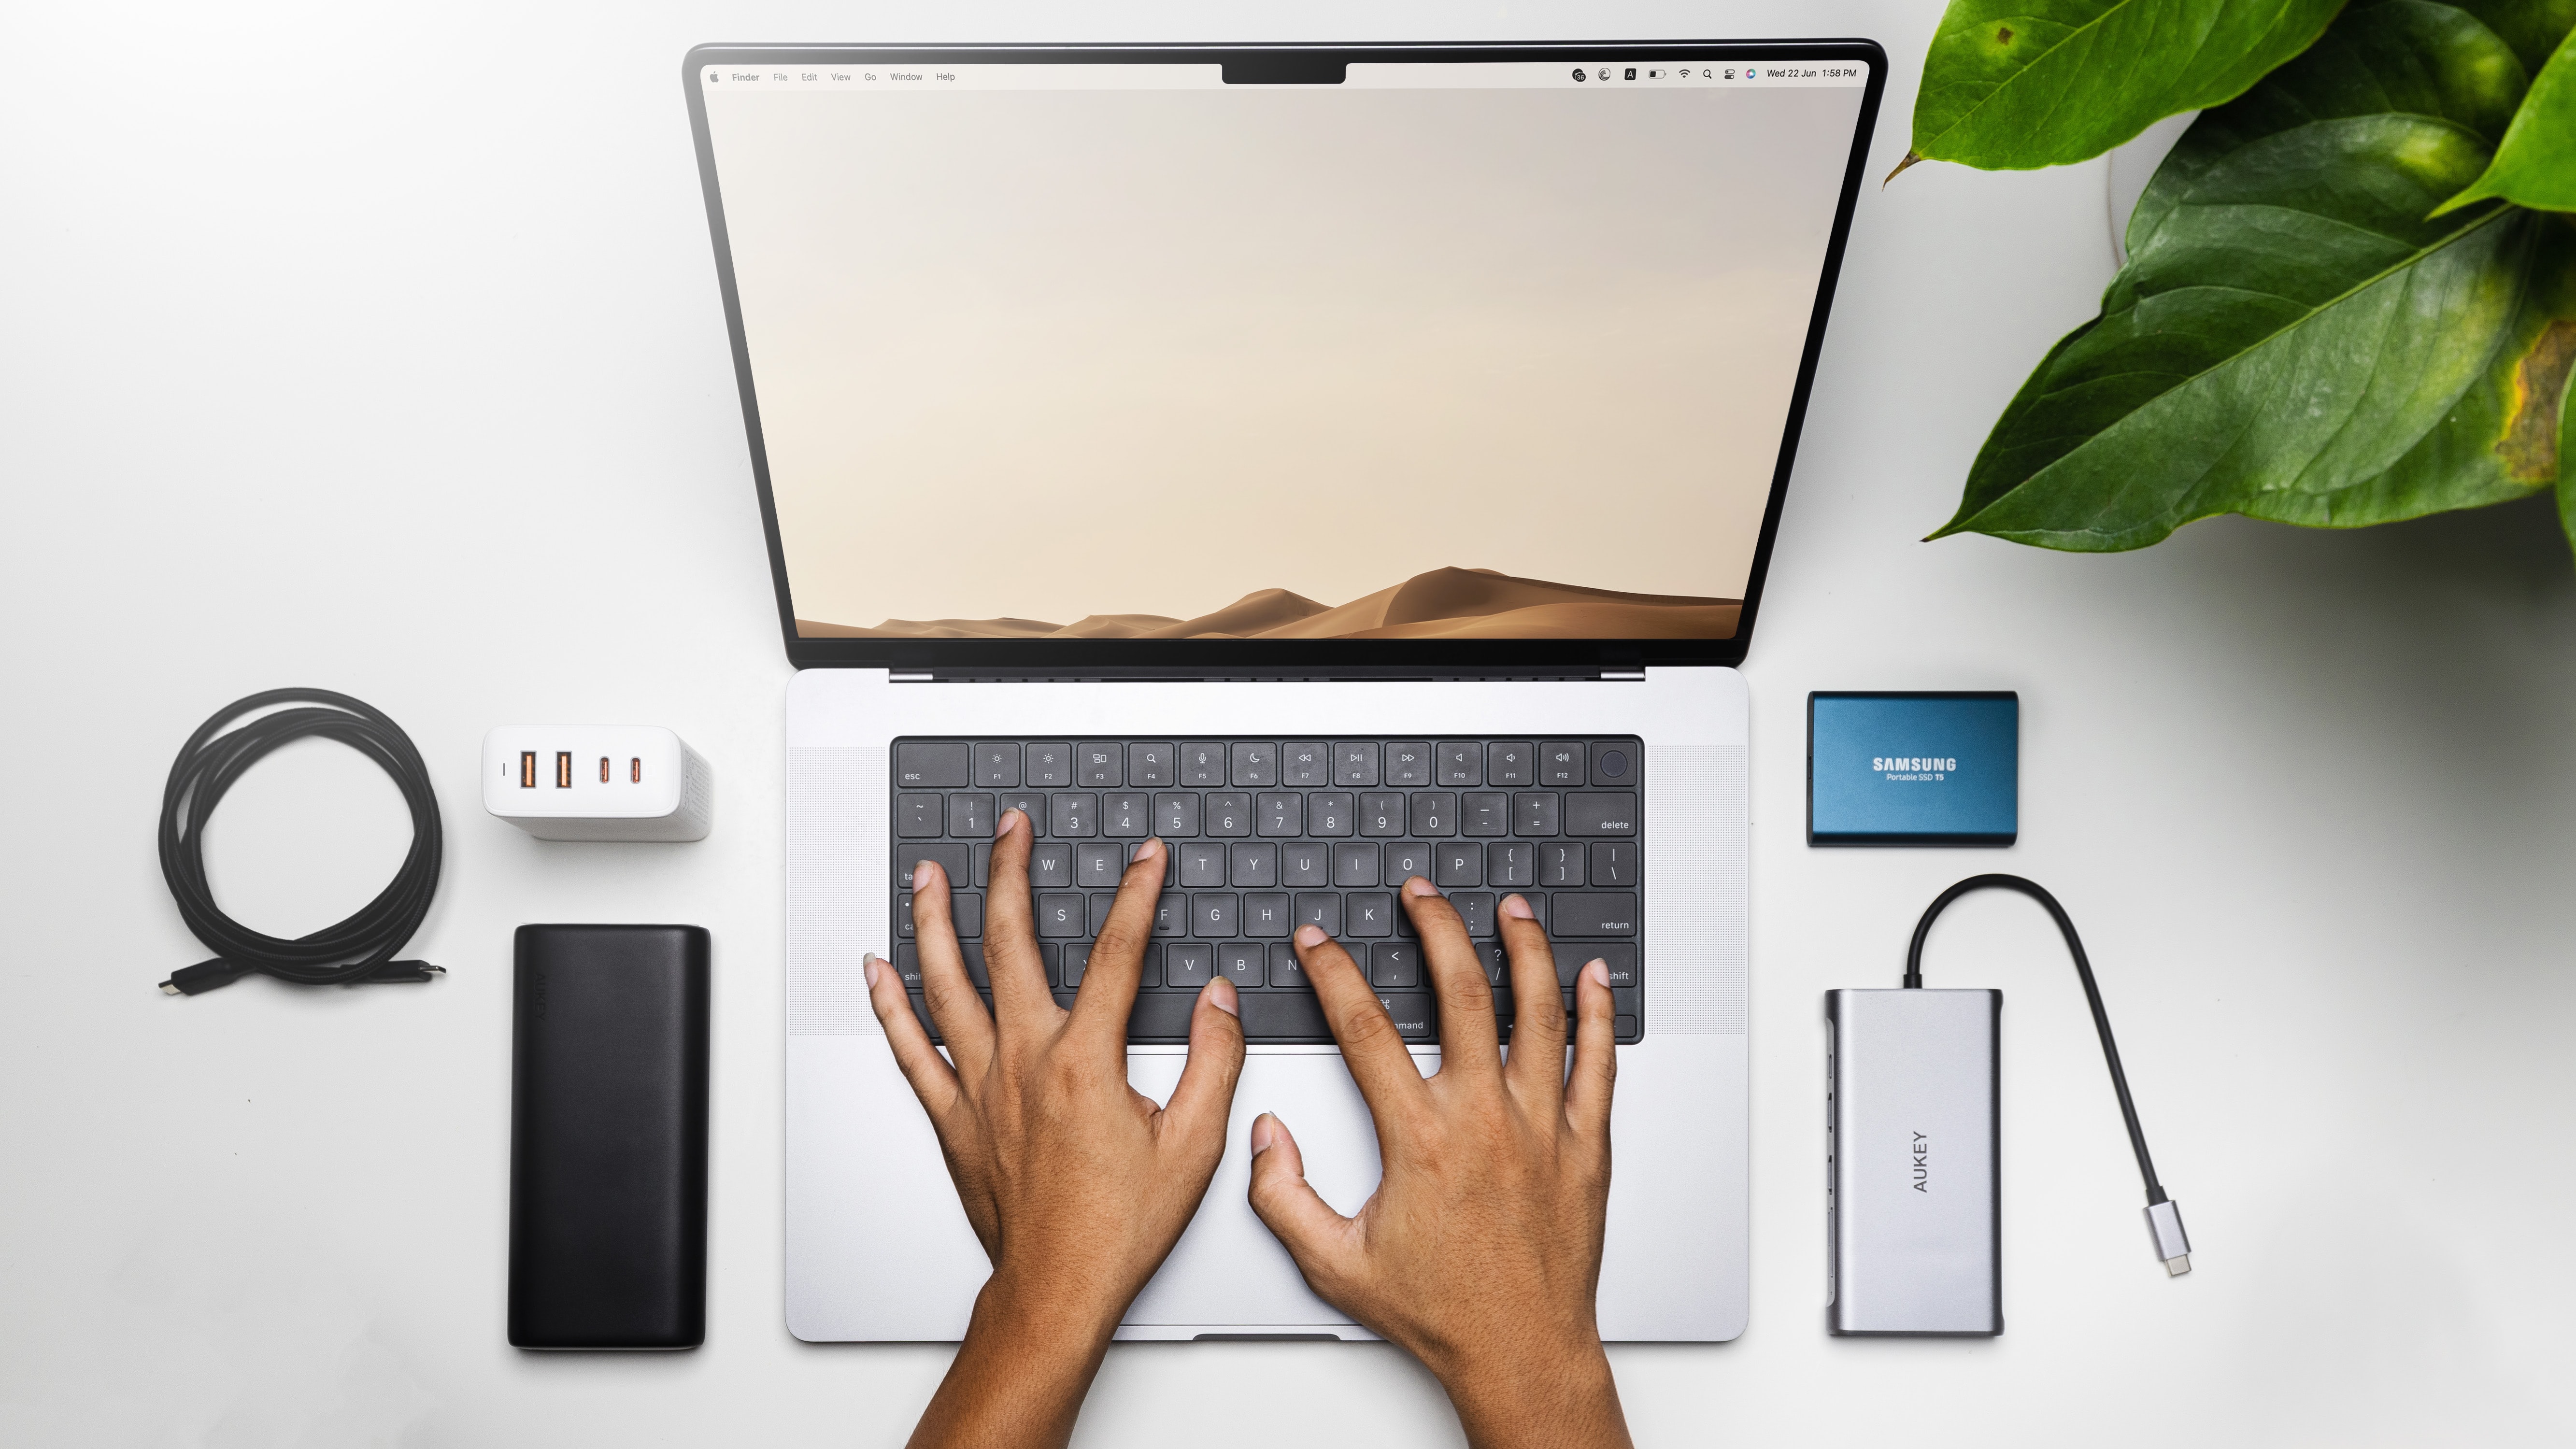 Finder File Edit View Go Window Help
A Wed 22 Jun 1:58 PM
esc F1 F2 F3 F4 F5 F6 F7 F8 F9 F10 F11 F12
~ ! @ # $ % ^ & * ( ) _ +
` 1 3 4 5 6 7 8 9 0 - = delete
W E T Y U I O P { [ } ] | \
S F G H J K : ; return
V B N < , ? / shift
SAMSUNG
Portable SSD T5
AUKEY
AUKEY